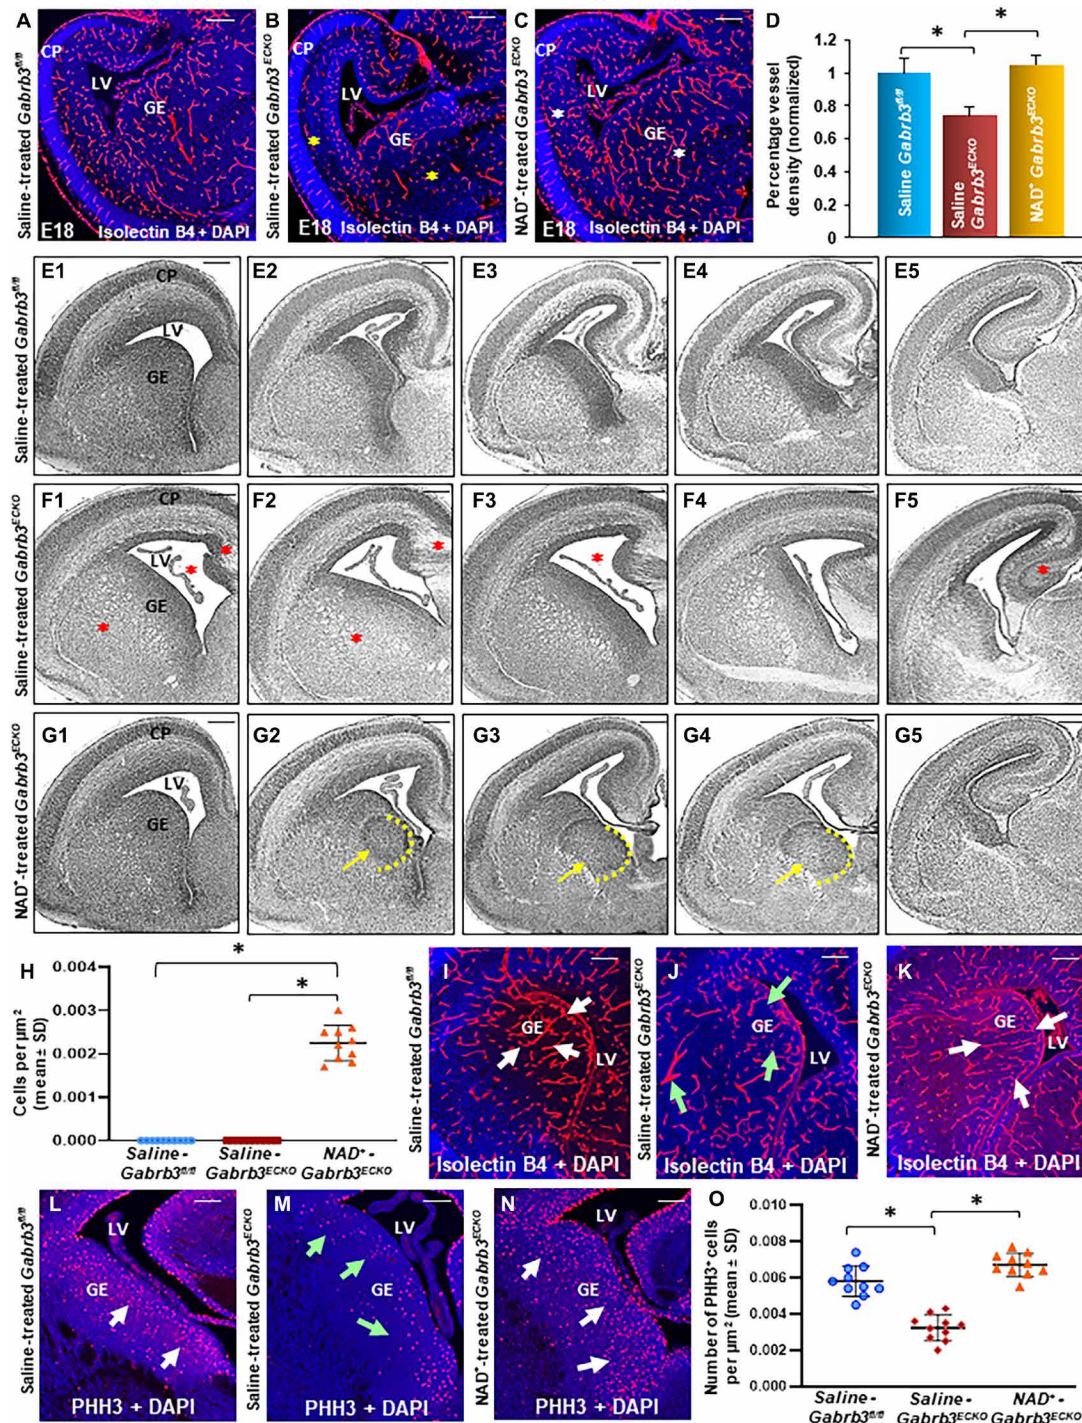 A
B
C
D
Saline-treated Gabrb3fl/fl
Saline-treated Gabrb3ECKO
NAD+-treated Gabrb3ECKO
CP
LV
GE
E18 Isolectin B4 + DAPI
LV
GE
E18 Isolectin B4 + DAPI
CP
LV
GE
E18 Isolectin B4 + DAPI
Percentage vessel
density (normalized)
1.2
1
0.8
0.6
0.4
0.2
0
*
*
Saline Gabrb3fl/fl
Saline
Gabrb3ECKO
NAD+ Gabrb3ECKO
Saline-treated Gabrb3fl/fl
E1
E2
E3
E4
E5
CP
LV
GE
Saline-treated Gabrb3ECKO
F1
F2
F3
F4
F5
CP
LV
GE
NAD+-treated Gabrb3ECKO
G1
G2
G3
G4
G5
CP
LV
GE
H
Cells per µm-2
(mean± SD)
0.004
0.003
0.002
0.001
0.000
*
*
Saline-
Gabrb3fl/fl
Saline-
Gabrb3ECKO
NAD+-
Gabrb3ECKO
Saline-treated Gabrb3fl/fl
I
GE
LV
Isolectin B4 + DAPI
Saline-treated Gabrb3ECKO
J
GE
LV
Isolectin B4 + DAPI
NAD+-treated Gabrb3ECKO
K
GE
LV
Isolectin B4 + DAPI
Saline-treated Gabrb3fl/fl
L
LV
GE
PHH3 + DAPI
Saline-treated Gabrb3ECKO
M
LV
GE
PHH3 + DAPI
NAD+-treated Gabrb3ECKO
N
LV
GE
PHH3 + DAPI
O
Number of PHH3+ cells
per µm-2 (mean ± SD)
0.010
0.008
0.006
0.004
0.002
0.000
*
*
Saline-
Gabrb3fl/fl
Saline-
Gabrb3ECKO
NAD+-
Gabrb3ECKO